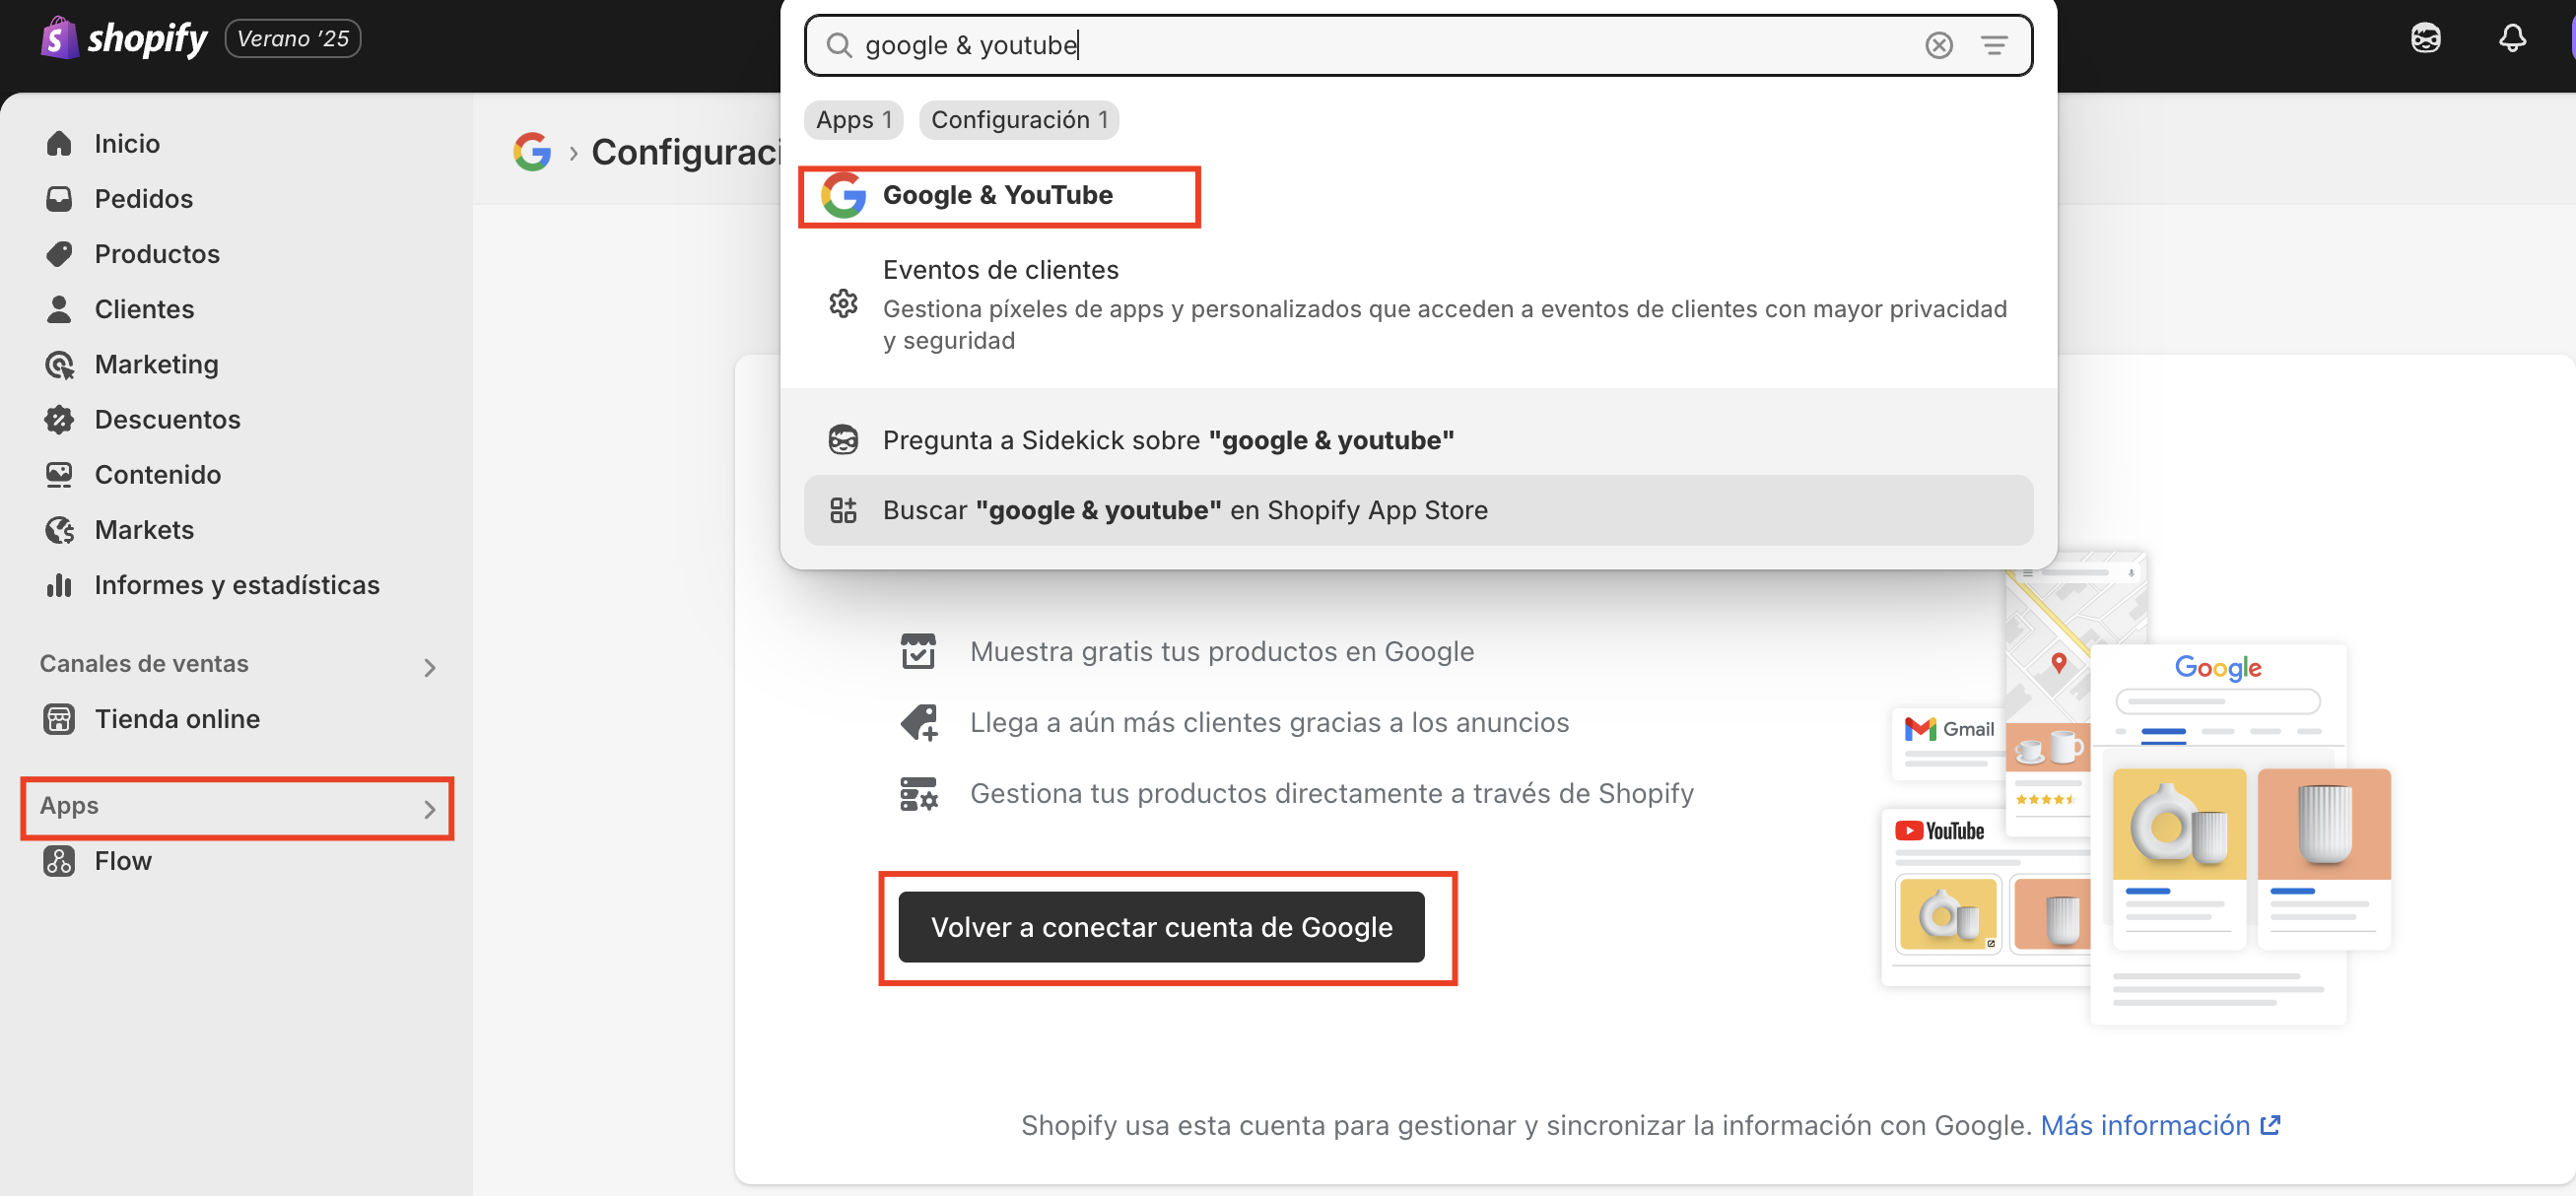 shopify
Verano '25
google & youtube
Apps 1
Configuración 1
Google & YouTube
Eventos de clientes
Gestiona píxeles de apps y personalizados que acceden a eventos de clientes con mayor privacidad
y seguridad
Pregunta a Sidekick sobre "google & youtube"
Buscar "google & youtube" en Shopify App Store
Inicio
Pedidos
Productos
Clientes
Marketing
Descuentos
Contenido
Markets
Informes y estadísticas
Canales de ventas
Tienda online
Apps
Flow
Configuraci
Muestra gratis tus productos en Google
Llega a aún más clientes gracias a los anuncios
Gestiona tus productos directamente a través de Shopify
Volver a conectar cuenta de Google
Google
Gmail
YouTube
Shopify usa esta cuenta para gestionar y sincronizar la información con Google. Más información